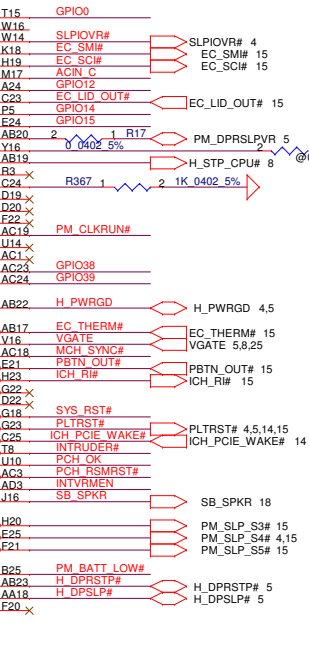 T15 GPIO0
W16
W14 SLPIOVR# SLPIOVR# 4
K18 EC_SMI# EC_SMI# 15
H19 EC_SCI# EC_SCI# 15
M17 ACIN_C
A24 GPIO12
C23 EC_LID_OUT# EC_LID_OUT# 15
P5 GPIO14
E24 GPIO15
AB20 2 1 R17 PM_DPRSLPVR 5
Y16 0_0402_5% 2 @
AB19 H_STP_CPU# 8
R3
C24 R367 1 2 1K_0402_5%
D19
D20
F22
AC19 PM_CLKRUN#
U14
AC1
AC23 GPIO38
AC24 GPIO39
AB22 H_PWRGD H_PWRGD 4,5
AB17 EC_THERM# EC_THERM# 15
V16 VGATE VGATE 5,8,25
AC18 MCH_SYNC#
E21 PBTN_OUT# PBTN_OUT# 15
H23 ICH_RI# ICH_RI# 15
G22
D22
G18 SYS_RST#
G23 PLTRST# PLTRST# 4,5,14,15
C25 ICH_PCIE_WAKE# ICH_PCIE_WAKE# 14
T8 INTRUDER#
U10 PCH_OK
AC3 PCH_RSMRST#
AD3 INTVRMEN
J16 SB_SPKR SB_SPKR 18
H20 PM_SLP_S3# 15
E25 PM_SLP_S4# 4,15
F21 PM_SLP_S5# 15
B25 PM_BATT_LOW#
AB23 H_DPRSTP# H_DPRSTP# 5
AA18 H_DPSLP# H_DPSLP# 5
F20